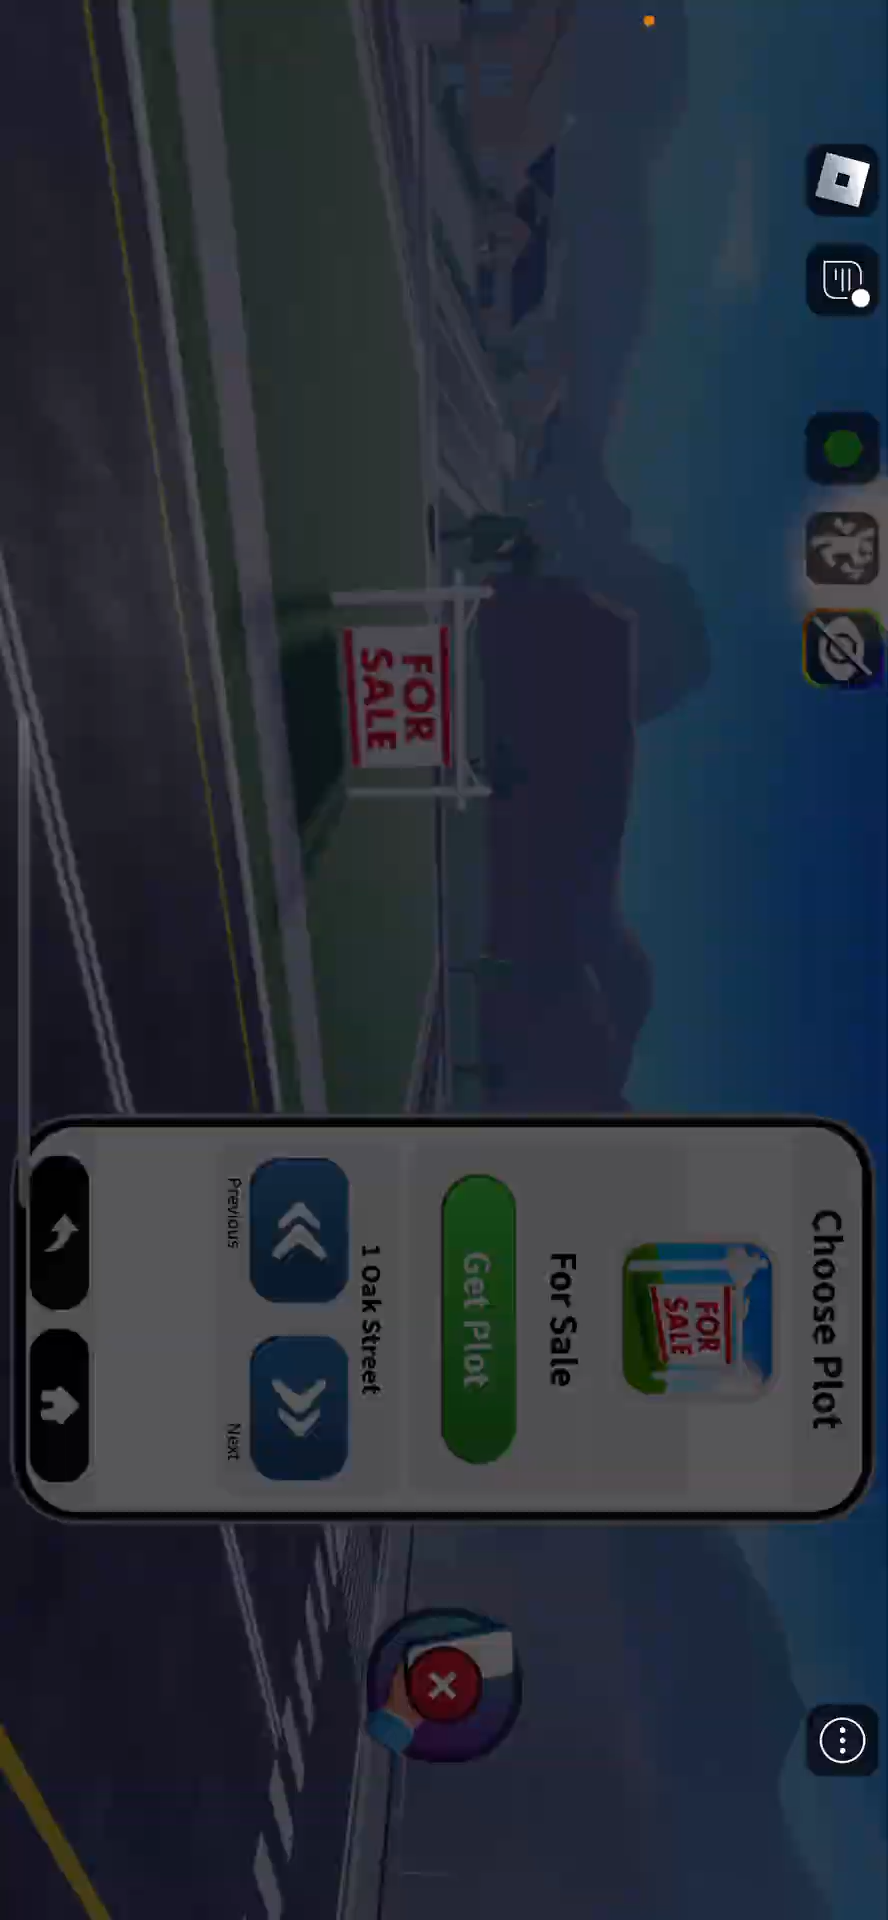 FOR
SALE
Choose Plot
FOR
SALE
For Sale
Get Plot
1 Oak Street
Previous
Next